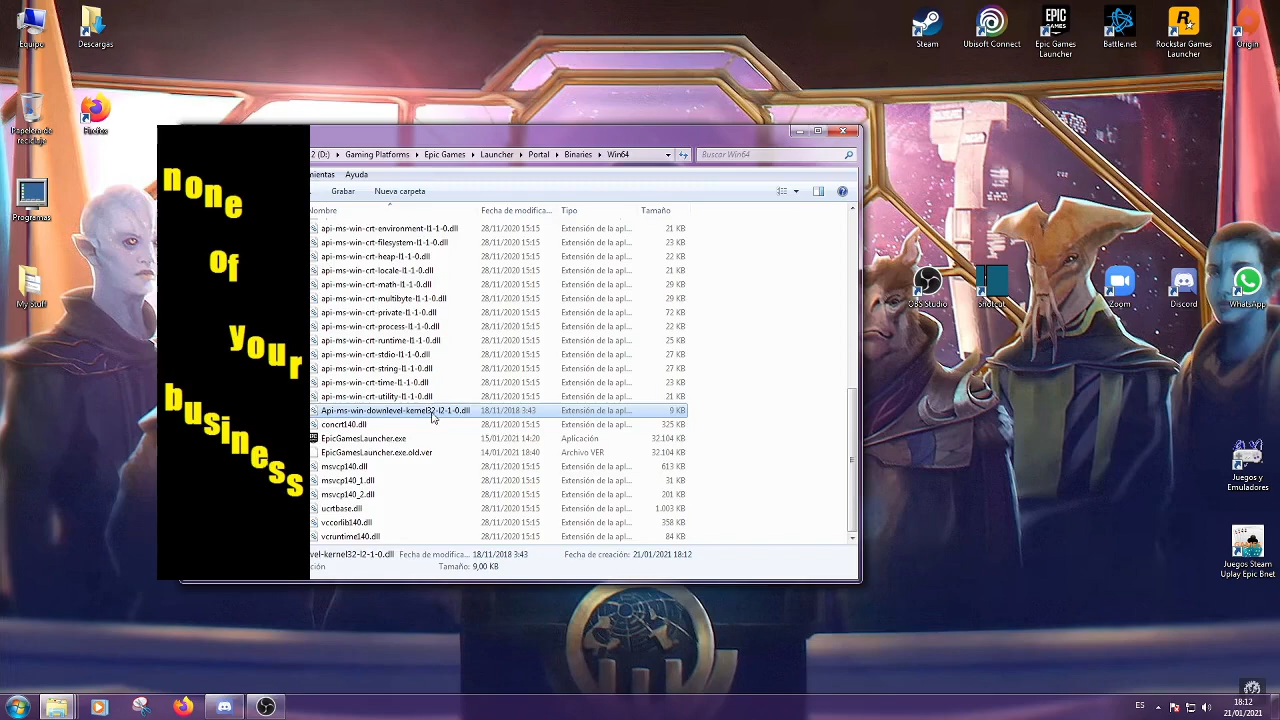 Equipo
Descargas
Steam
Ubisoft Connect
Epic Games
Launcher
Battle.net
Rockstar Games
Launcher
Origin
EPIC
GAMES
Papelera de
reciclaje
Firefox
Programas
My Stuff
none
of
your
business
2 (D:) Gaming Platforms Epic Games Launcher Portal Binaries Win64
Buscar Win64
mientas Ayuda
Grabar Nueva carpeta
Nombre Fecha de modifica... Tipo Tamaño
api-ms-win-crt-environment-l1-1-0.dll 28/11/2020 15:15 Extensión de la apl... 21 KB
api-ms-win-crt-filesystem-l1-1-0.dll 28/11/2020 15:15 Extensión de la apl... 23 KB
api-ms-win-crt-heap-l1-1-0.dll 28/11/2020 15:15 Extensión de la apl... 22 KB
api-ms-win-crt-locale-l1-1-0.dll 28/11/2020 15:15 Extensión de la apl... 21 KB
api-ms-win-crt-math-l1-1-0.dll 28/11/2020 15:15 Extensión de la apl... 29 KB
api-ms-win-crt-multibyte-l1-1-0.dll 28/11/2020 15:15 Extensión de la apl... 29 KB
api-ms-win-crt-private-l1-1-0.dll 28/11/2020 15:15 Extensión de la apl... 72 KB
api-ms-win-crt-process-l1-1-0.dll 28/11/2020 15:15 Extensión de la apl... 22 KB
api-ms-win-crt-runtime-l1-1-0.dll 28/11/2020 15:15 Extensión de la apl... 25 KB
api-ms-win-crt-stdio-l1-1-0.dll 28/11/2020 15:15 Extensión de la apl... 27 KB
api-ms-win-crt-string-l1-1-0.dll 28/11/2020 15:15 Extensión de la apl... 27 KB
api-ms-win-crt-time-l1-1-0.dll 28/11/2020 15:15 Extensión de la apl... 23 KB
api-ms-win-crt-utility-l1-1-0.dll 28/11/2020 15:15 Extensión de la apl... 21 KB
Api-ms-win-downlevel-kernel32-l2-1-0.dll 18/11/2018 3:43 Extensión de la apl... 9 KB
concrt140.dll 28/11/2020 15:15 Extensión de la apl... 325 KB
EpicGamesLauncher.exe 15/01/2021 14:20 Aplicación 32.104 KB
EpicGamesLauncher.exe.old.ver 14/01/2021 18:40 Archivo VER 32.104 KB
msvcp140.dll 28/11/2020 15:15 Extensión de la apl... 613 KB
msvcp140_1.dll 28/11/2020 15:15 Extensión de la apl... 31 KB
msvcp140_2.dll 28/11/2020 15:15 Extensión de la apl... 201 KB
ucrtbase.dll 28/11/2020 15:15 Extensión de la apl... 1.003 KB
vccorlib140.dll 28/11/2020 15:15 Extensión de la apl... 358 KB
vcruntime140.dll 28/11/2020 15:15 Extensión de la apl... 84 KB
vel-kernel32-l2-1-0.dll Fecha de modifica... 18/11/2018 3:43 Fecha de creación: 21/01/2021 18:12
ción Tamaño: 9,00 KB
OBS Studio
Shotcut
Zoom
Discord
WhatsApp
Juegos y
Emuladores
Juegos Steam
Uplay Epic Bnet
ES
18:12
21/01/2021